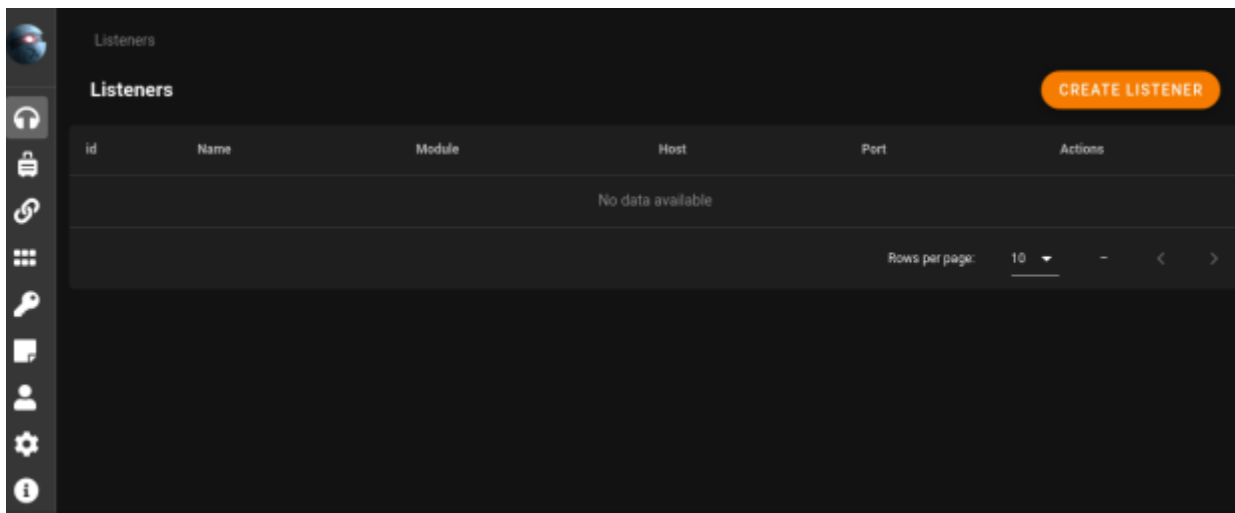 Listeners
Listeners
CREATE LISTENER
id Name Module Host Port Actions
No data available
Rows per page: 10 –